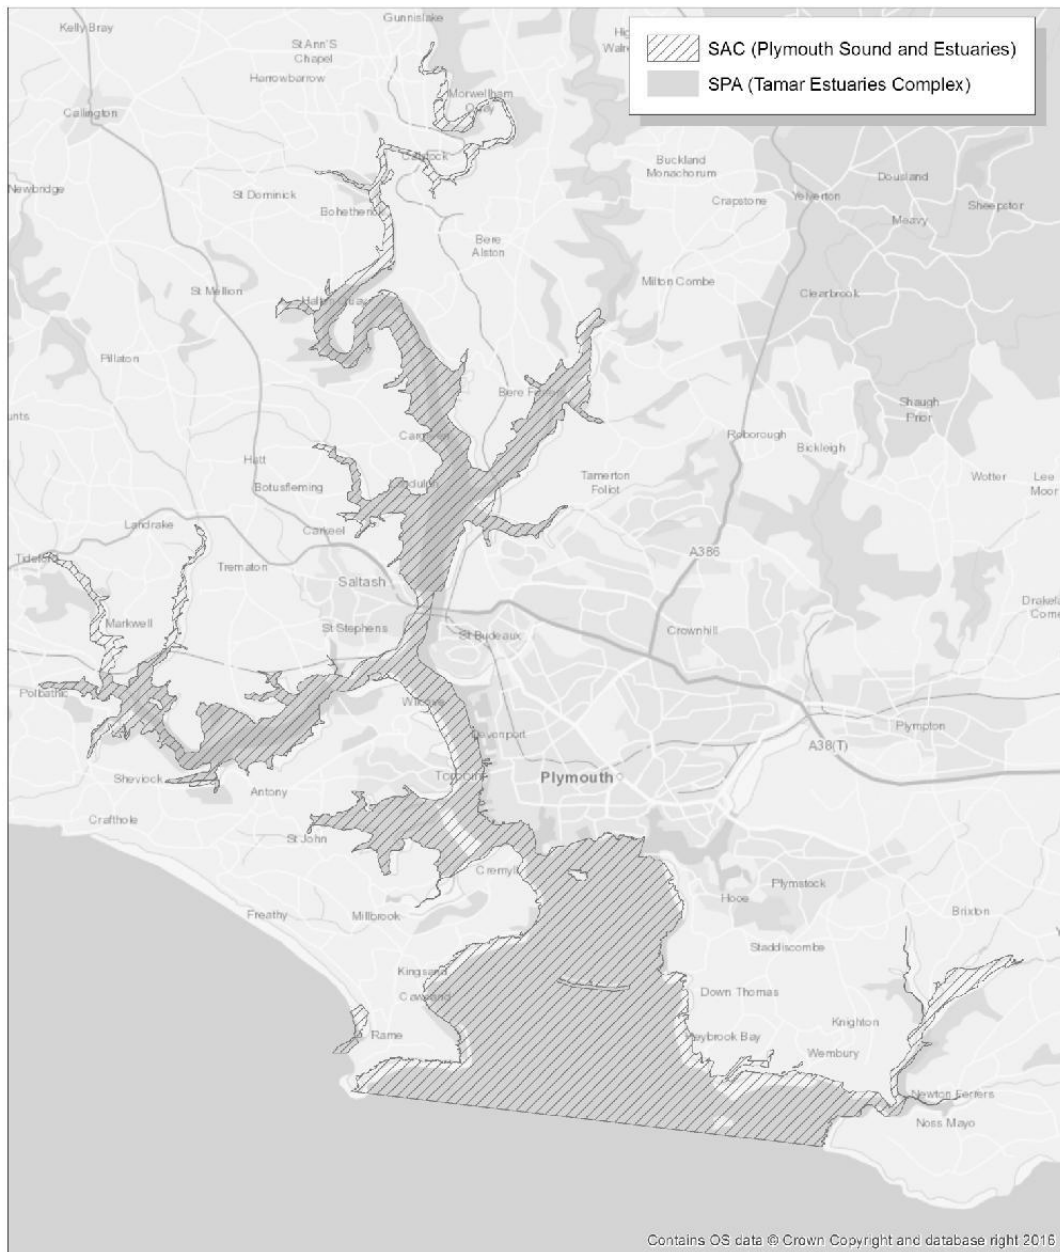 Gunnislake
Kelly Bray
St Ann'S
Chapel
Harrowbarrow
SAC (Plymouth Sound and Estuaries)
SPA (Tamar Estuaries Complex)
Callington
Morwellham
Quay
Buckland
Monachorum
Dousland
Newbridge
St Dominick
Crapstone
Yelverton
Sheepstor
Meavy
Bere
Alston
St Mellion
Milton Combe
Clearbrook
Pillaton
Shaugh
Prior
Roborough
Bickleigh
Hatt
Botusfleming
Tamerton
Foliot
Wotter
Lee
Moor
Landrake
Carkeel
A386
Trematon
Saltash
Markwell
St Stephens
St Budeaux
Crownhill
Polbathic
Devonport
Plympton
A38(T)
Sheviock
Antony
Plymouth
Crafthole
St John
Cremyll
Plymstock
Hooe
Freathy
Millbrook
Brixton
Staddiscombe
Kingsand
Cawsand
Down Thomas
Rame
Heybrook Bay
Knighton
Wembury
Newton Ferrers
Noss Mayo
Contains OS data © Crown Copyright and database right 2016